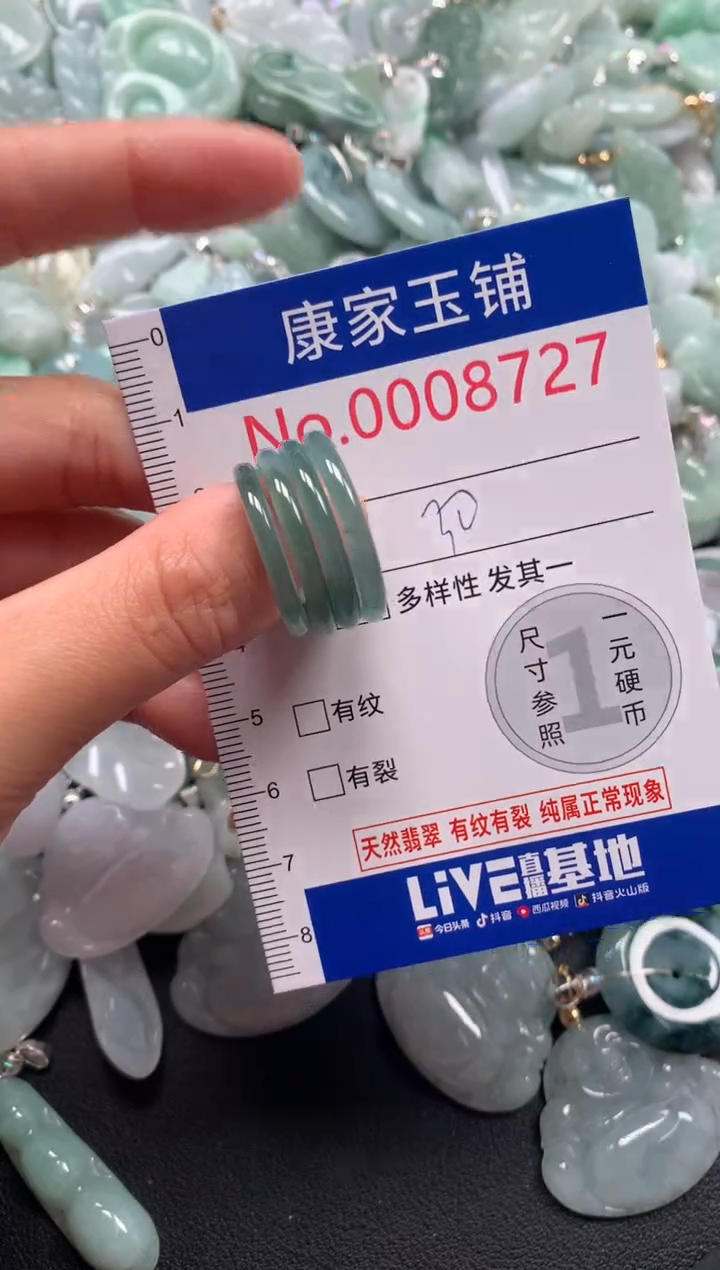 康家玉铺
No.0008727
多样性 发其一
有纹
有裂
尺寸参照
1
一元硬币
天然翡翠 有纹有裂 纯属正常现象
LiVE直播基地
今日头条 抖音 西瓜视频 抖音火山版
0
1
5
6
7
8